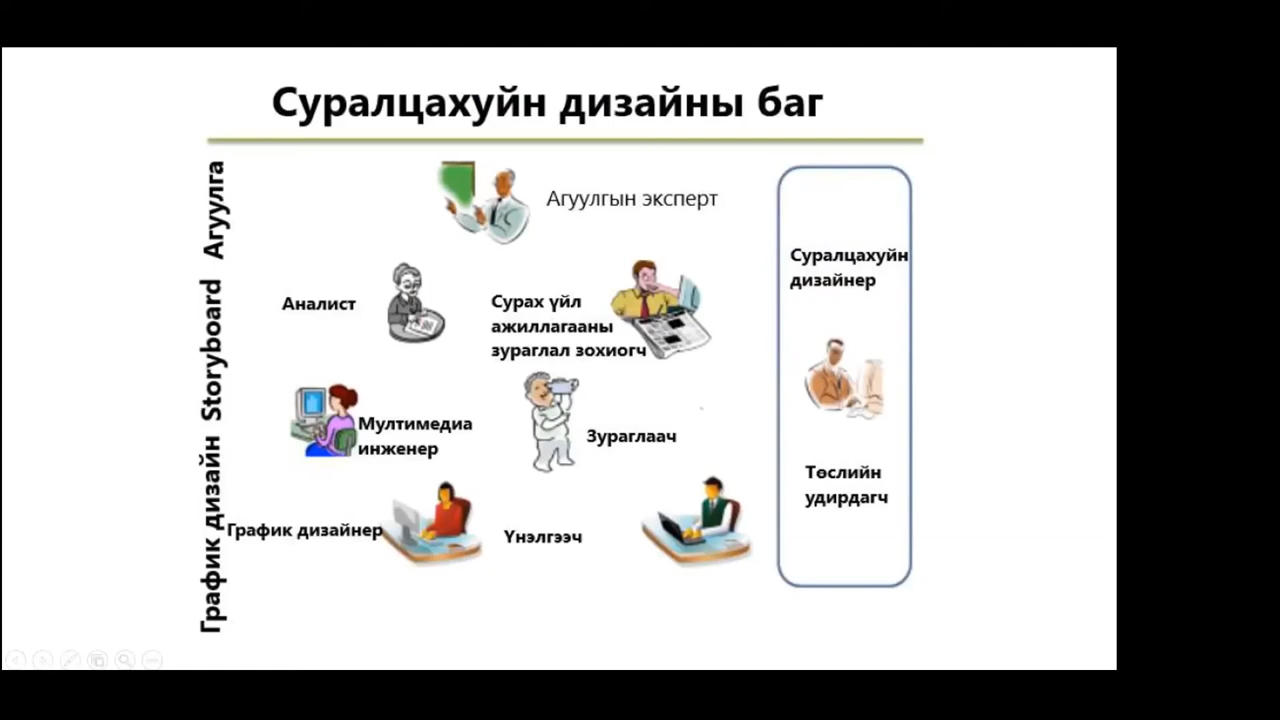 Суралцахуйн дизайны баг
Агуулга
Storyboard
График дизайн
Агуулгын эксперт
Аналист
Сурах үйл
ажиллагааны
зураглал зохиогч
Мултимедиа
инженер
Зураглаач
График дизайнер
Үнэлгээч
Суралцахуйн
дизайнер
Төслийн
удирдагч